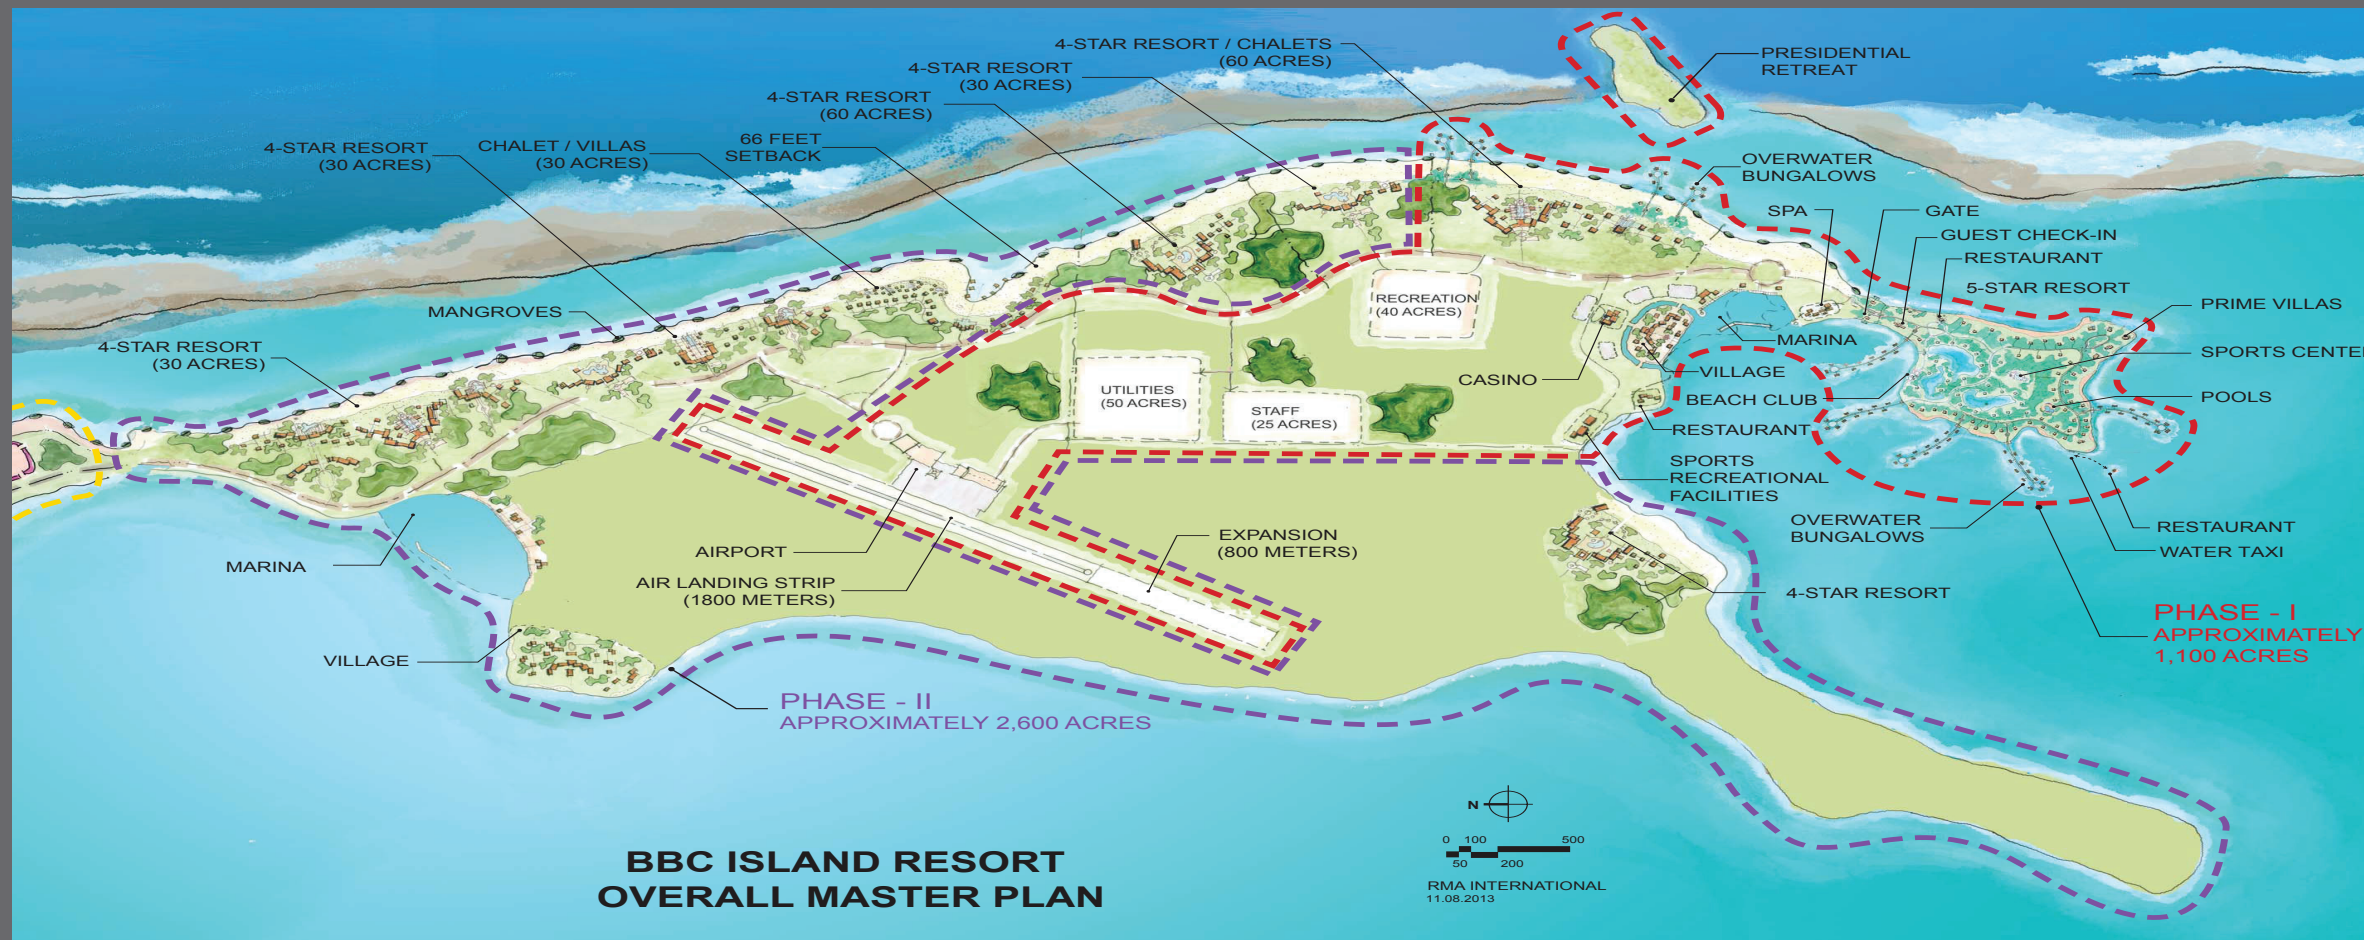 4-STAR RESORT / CHALETS
(60 ACRES)
PRESIDENTIAL
RETREAT
4-STAR RESORT
(30 ACRES)
4-STAR RESORT
(60 ACRES)
66 FEET
SETBACK
CHALET / VILLAS
(30 ACRES)
4-STAR RESORT
(30 ACRES)
OVERWATER
BUNGALOWS
SPA
GATE
GUEST CHECK-IN
RESTAURANT
5-STAR RESORT
PRIME VILLAS
SPORTS CENTER
POOLS
MANGROVES
4-STAR RESORT
(30 ACRES)
RECREATION
(40 ACRES)
MARINA
VILLAGE
CASINO
BEACH CLUB
UTILITIES
(50 ACRES)
STAFF
(25 ACRES)
RESTAURANT
SPORTS
RECREATIONAL
FACILITIES
OVERWATER
BUNGALOWS
RESTAURANT
WATER TAXI
EXPANSION
(800 METERS)
AIRPORT
AIR LANDING STRIP
(1800 METERS)
MARINA
4-STAR RESORT
PHASE - I
APPROXIMATELY
1,100 ACRES
VILLAGE
PHASE - II
APPROXIMATELY 2,600 ACRES
N
0 100 500
50 200
RMA INTERNATIONAL
11.08.2013
BBC ISLAND RESORT
OVERALL MASTER PLAN